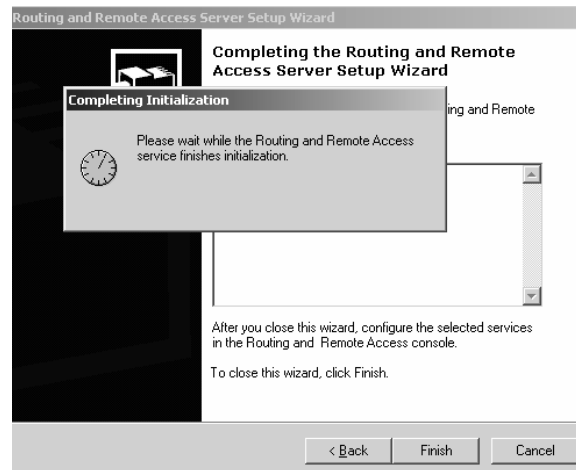 Routing and Remote Access Server Setup Wizard
Completing the Routing and Remote
Access Server Setup Wizard
Completing Initialization
ing and Remote
Please wait while the Routing and Remote Access
service finishes initialization.
After you close this wizard, configure the selected services
in the Routing and Remote Access console.
To close this wizard, click Finish.
< Back
Finish
Cancel